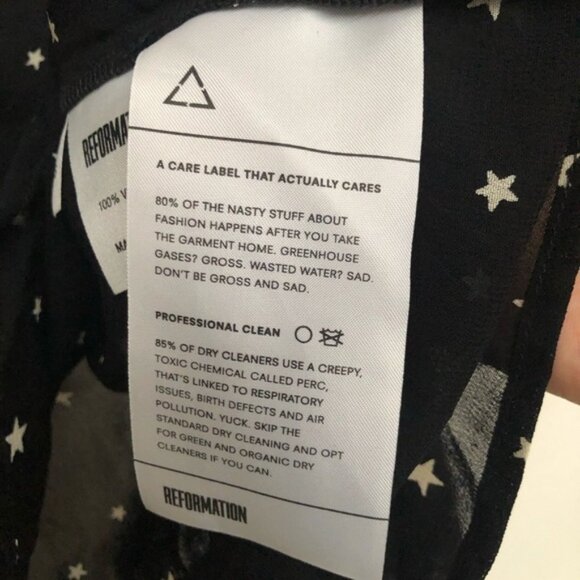 REFORMATION
100%
A CARE LABEL THAT ACTUALLY CARES
80% OF THE NASTY STUFF ABOUT
FASHION HAPPENS AFTER YOU TAKE
THE GARMENT HOME. GREENHOUSE
GASES? GROSS. WASTED WATER? SAD.
DON'T BE GROSS AND SAD.
PROFESSIONAL CLEAN
85% OF DRY CLEANERS USE A CREEPY,
TOXIC CHEMICAL CALLED PERC,
THAT'S LINKED TO RESPIRATORY
ISSUES, BIRTH DEFECTS AND AIR
POLLUTION. YUCK. SKIP THE
STANDARD DRY CLEANING AND OPT
FOR GREEN AND ORGANIC DRY
CLEANERS IF YOU CAN.
REFORMATION